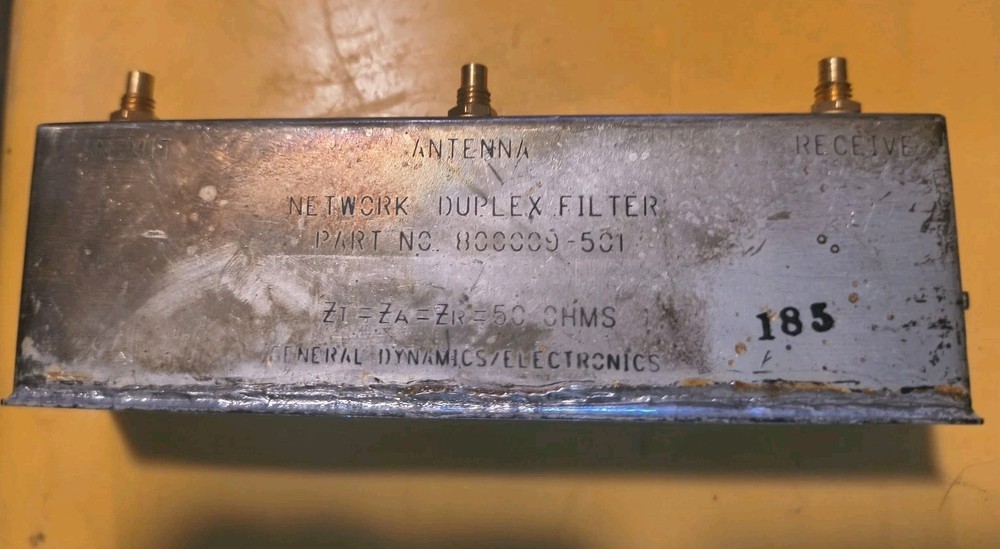 ANTENNA RECEIVE
NETWORK DUPLEX FILTER
PART NO. 800009-501
ZT=ZA=ZR=50 OHMS
185
GENERAL DYNAMICS/ELECTRONICS